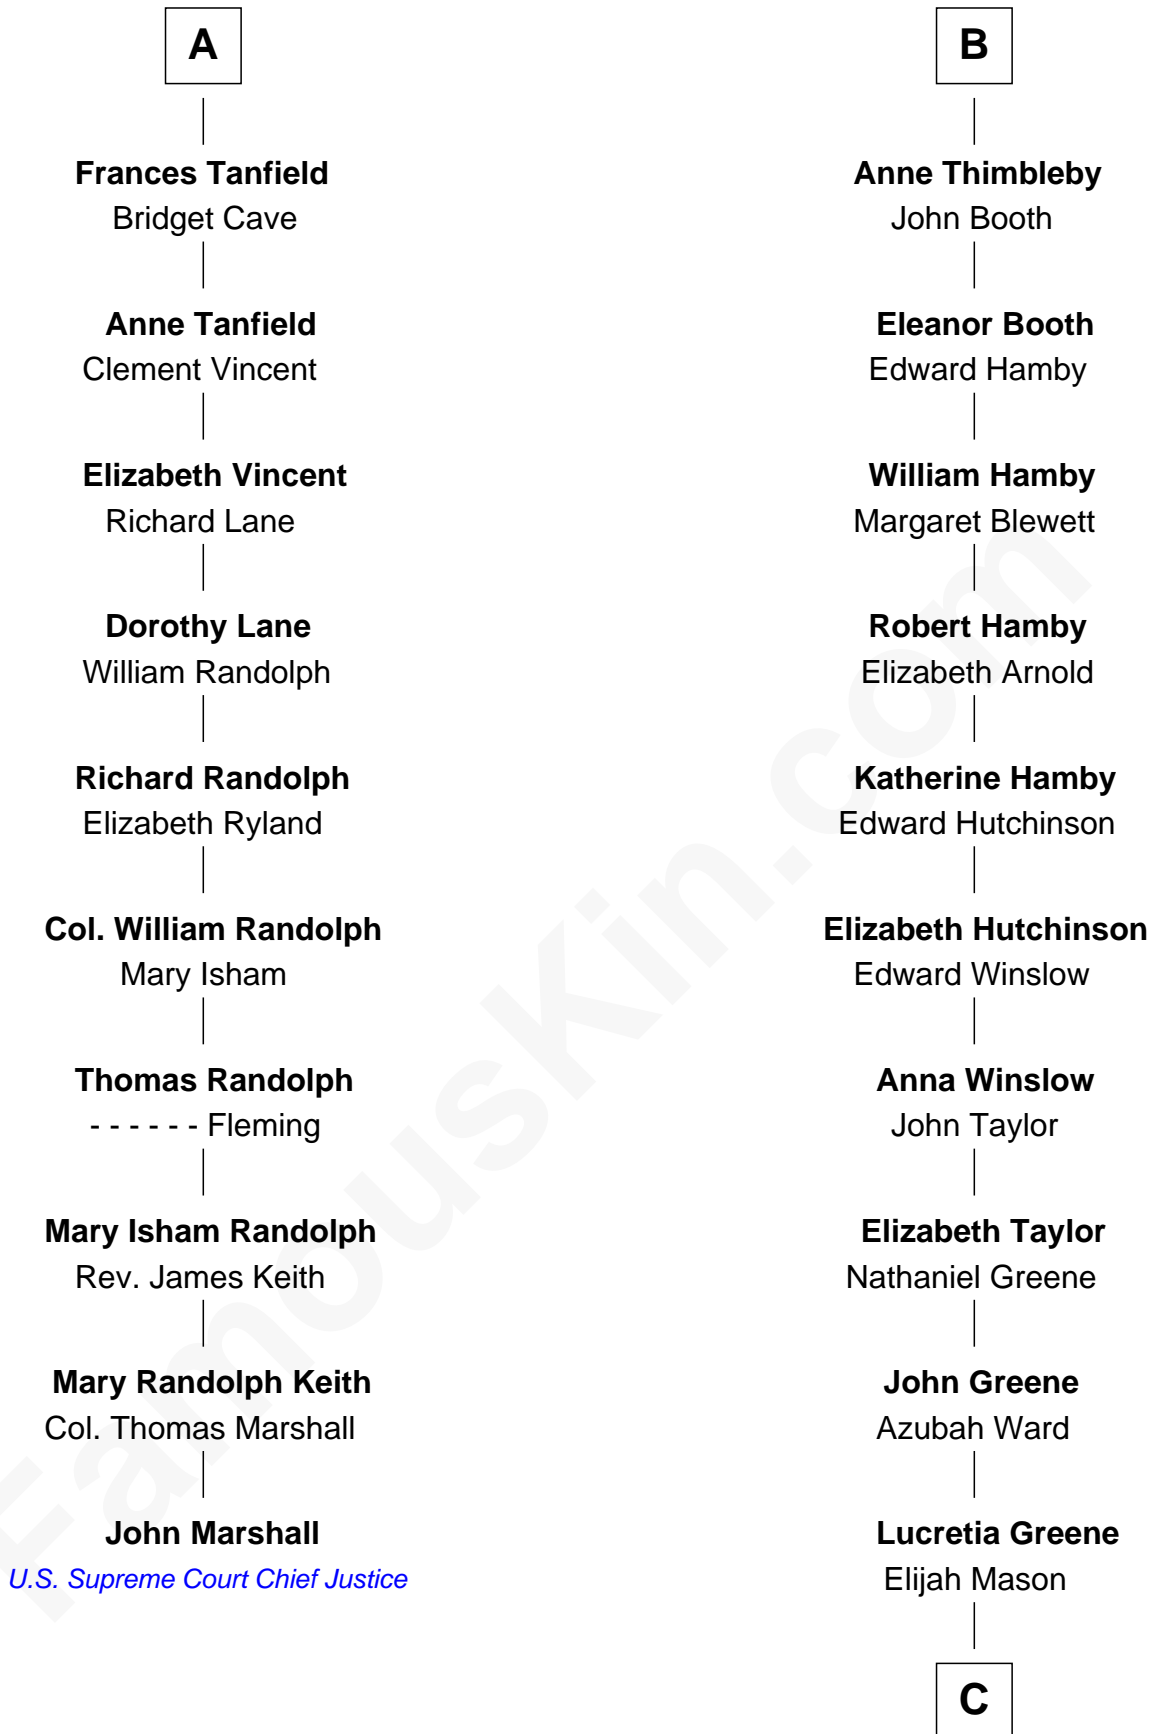 A
Frances Tanfield
Bridget Cave
Anne Tanfield
Clement Vincent
Elizabeth Vincent
Richard Lane
Dorothy Lane
William Randolph
Richard Randolph
Elizabeth Ryland
Col. William Randolph
Mary Isham
Thomas Randolph
- - - - - - Fleming
Mary Isham Randolph
Rev. James Keith
Mary Randolph Keith
Col. Thomas Marshall
John Marshall
U.S. Supreme Court Chief Justice
B
Anne Thimbleby
John Booth
Eleanor Booth
Edward Hamby
William Hamby
Margaret Blewett
Robert Hamby
Elizabeth Arnold
Katherine Hamby
Edward Hutchinson
Elizabeth Hutchinson
Edward Winslow
Anna Winslow
John Taylor
Elizabeth Taylor
Nathaniel Greene
John Greene
Azubah Ward
Lucretia Greene
Elijah Mason
C
FamousKin.com